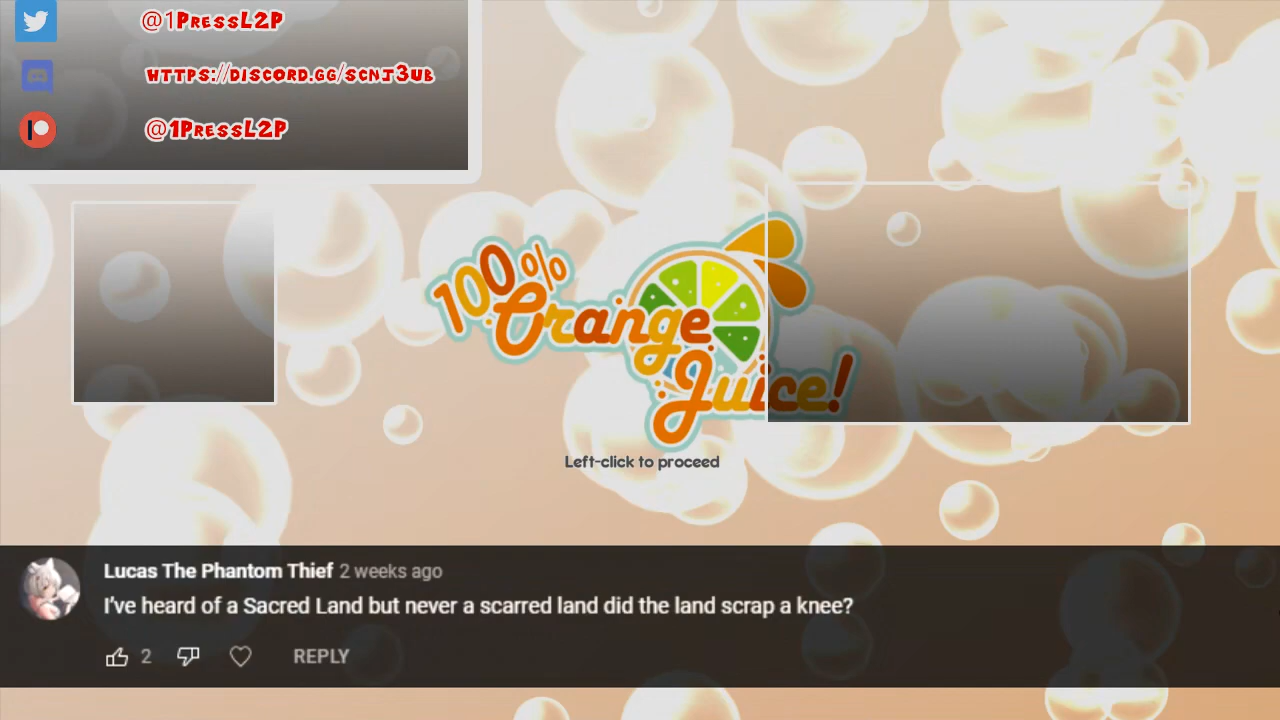 @1PressL2P
https://discord.gg/scnj3ub
@1PressL2P
100%
Orange
Juice!
Left-click to proceed
Lucas The Phantom Thief 2 weeks ago
I've heard of a Sacred Land but never a scarred land did the land scrap a knee?
2 REPLY